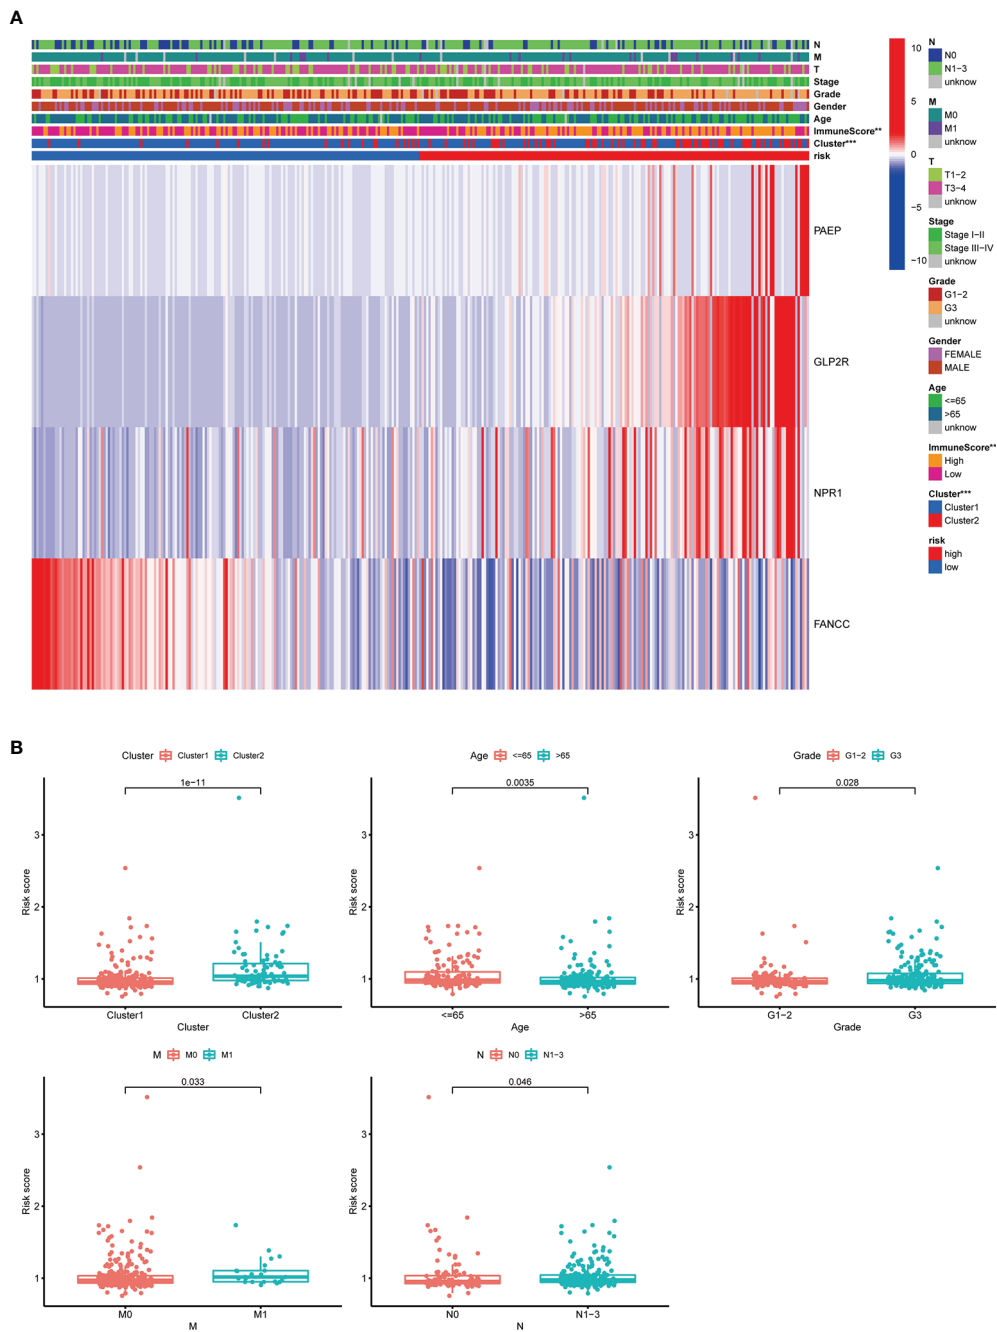 A
N
M
T
Stage
Grade
Gender
Age
ImmuneScore**
Cluster***
risk
PAEP
GLP2R
NPR1
FANCC
10
5
0
−5
−10
N
N0
N1−3
unknow
M
M0
M1
unknow
T
T1−2
T3−4
unknow
Stage
Stage I−II
Stage III−IV
unknow
Grade
G1−2
G3
unknow
Gender
FEMALE
MALE
Age
<=65
>65
unknow
ImmuneScore**
High
Low
Cluster***
Cluster1
Cluster2
risk
high
low
B
Cluster Cluster1 Cluster2
1e−11
3
2
1
Risk score
Cluster1 Cluster2
Cluster
Age <=65 >65
0.0035
3
2
1
Risk score
<=65 >65
Age
Grade G1−2 G3
0.028
3
2
1
Risk score
G1−2 G3
Grade
M M0 M1
0.033
3
2
1
Risk score
M0 M1
M
N N0 N1−3
0.046
3
2
1
Risk score
N0 N1−3
N